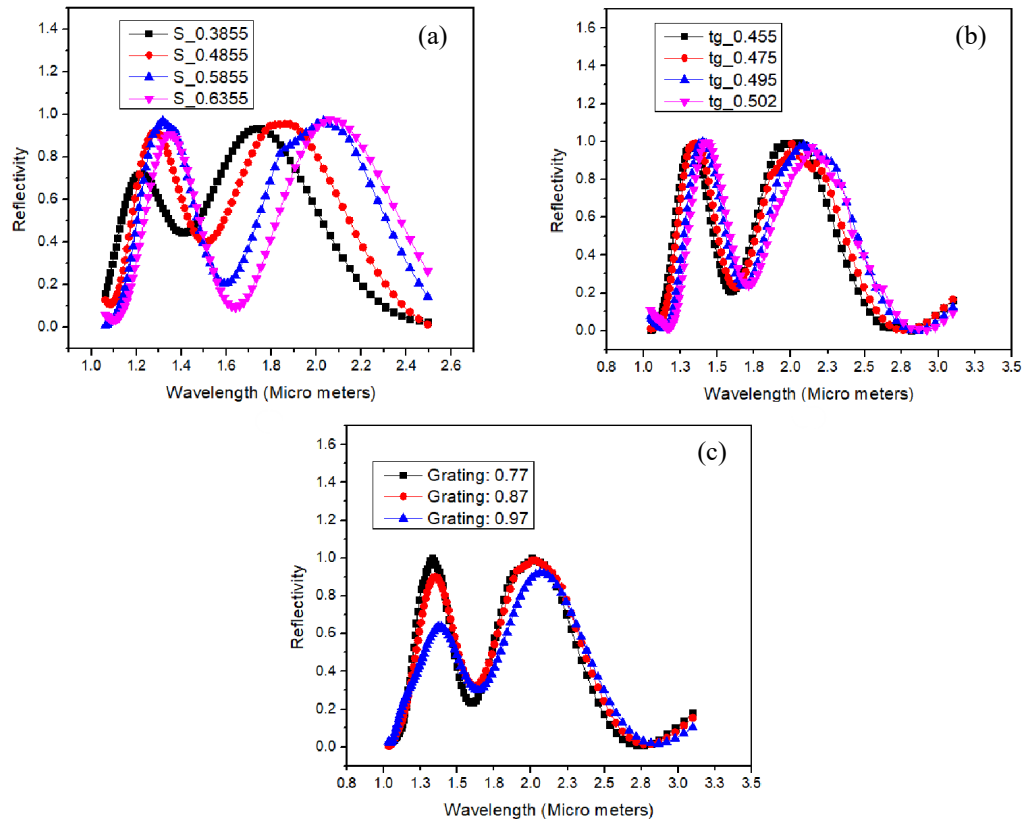 (a)
S_0.3855
S_0.4855
S_0.5855
S_0.6355
Reflectivity
1.4
1.2
1.0
0.8
0.6
0.4
0.2
0.0
1.0 1.2 1.4 1.6 1.8 2.0 2.2 2.4 2.6
Wavelength (Micro meters)
(b)
tg_0.455
tg_0.475
tg_0.495
tg_0.502
Reflectivity
1.6
1.4
1.2
1.0
0.8
0.6
0.4
0.2
0.0
0.8 1.0 1.3 1.5 1.8 2.0 2.3 2.5 2.8 3.0 3.3 3.5
Wavelength (Micro meters)
(c)
Grating: 0.77
Grating: 0.87
Grating: 0.97
Reflectivity
1.6
1.4
1.2
1.0
0.8
0.6
0.4
0.2
0.0
0.8 1.0 1.3 1.5 1.8 2.0 2.3 2.5 2.8 3.0 3.3 3.5
Wavelength (Micro meters)